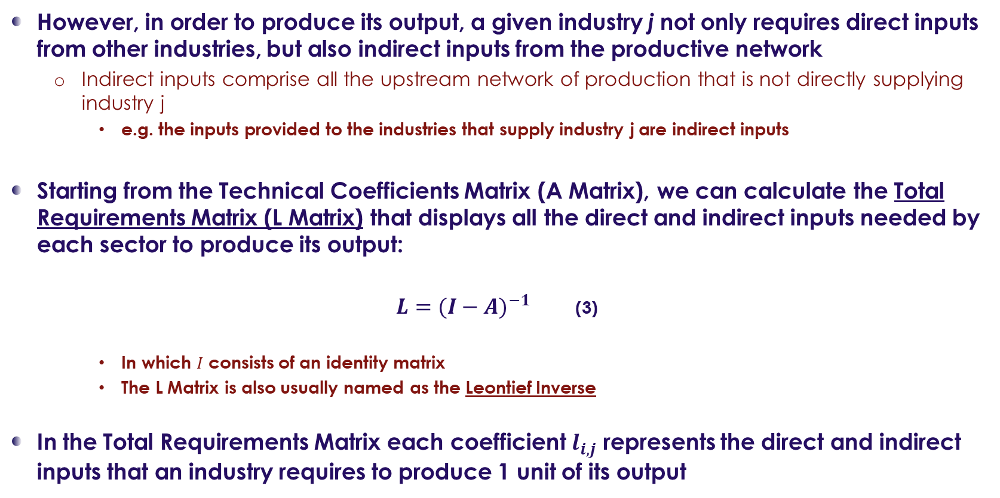 • However, in order to produce its output, a given industry j not only requires direct inputs
from other industries, but also indirect inputs from the productive network
o Indirect inputs comprise all the upstream network of production that is not directly supplying
industry j
• e.g. the inputs provided to the industries that supply industry j are indirect inputs
• Starting from the Technical Coefficients Matrix (A Matrix), we can calculate the Total
Requirements Matrix (L Matrix) that displays all the direct and indirect inputs needed by
each sector to produce its output:
L = (I − A)⁻¹ (3)
• In which I consists of an identity matrix
• The L Matrix is also usually named as the Leontief Inverse
• In the Total Requirements Matrix each coefficient l_{i,j} represents the direct and indirect
inputs that an industry requires to produce 1 unit of its output